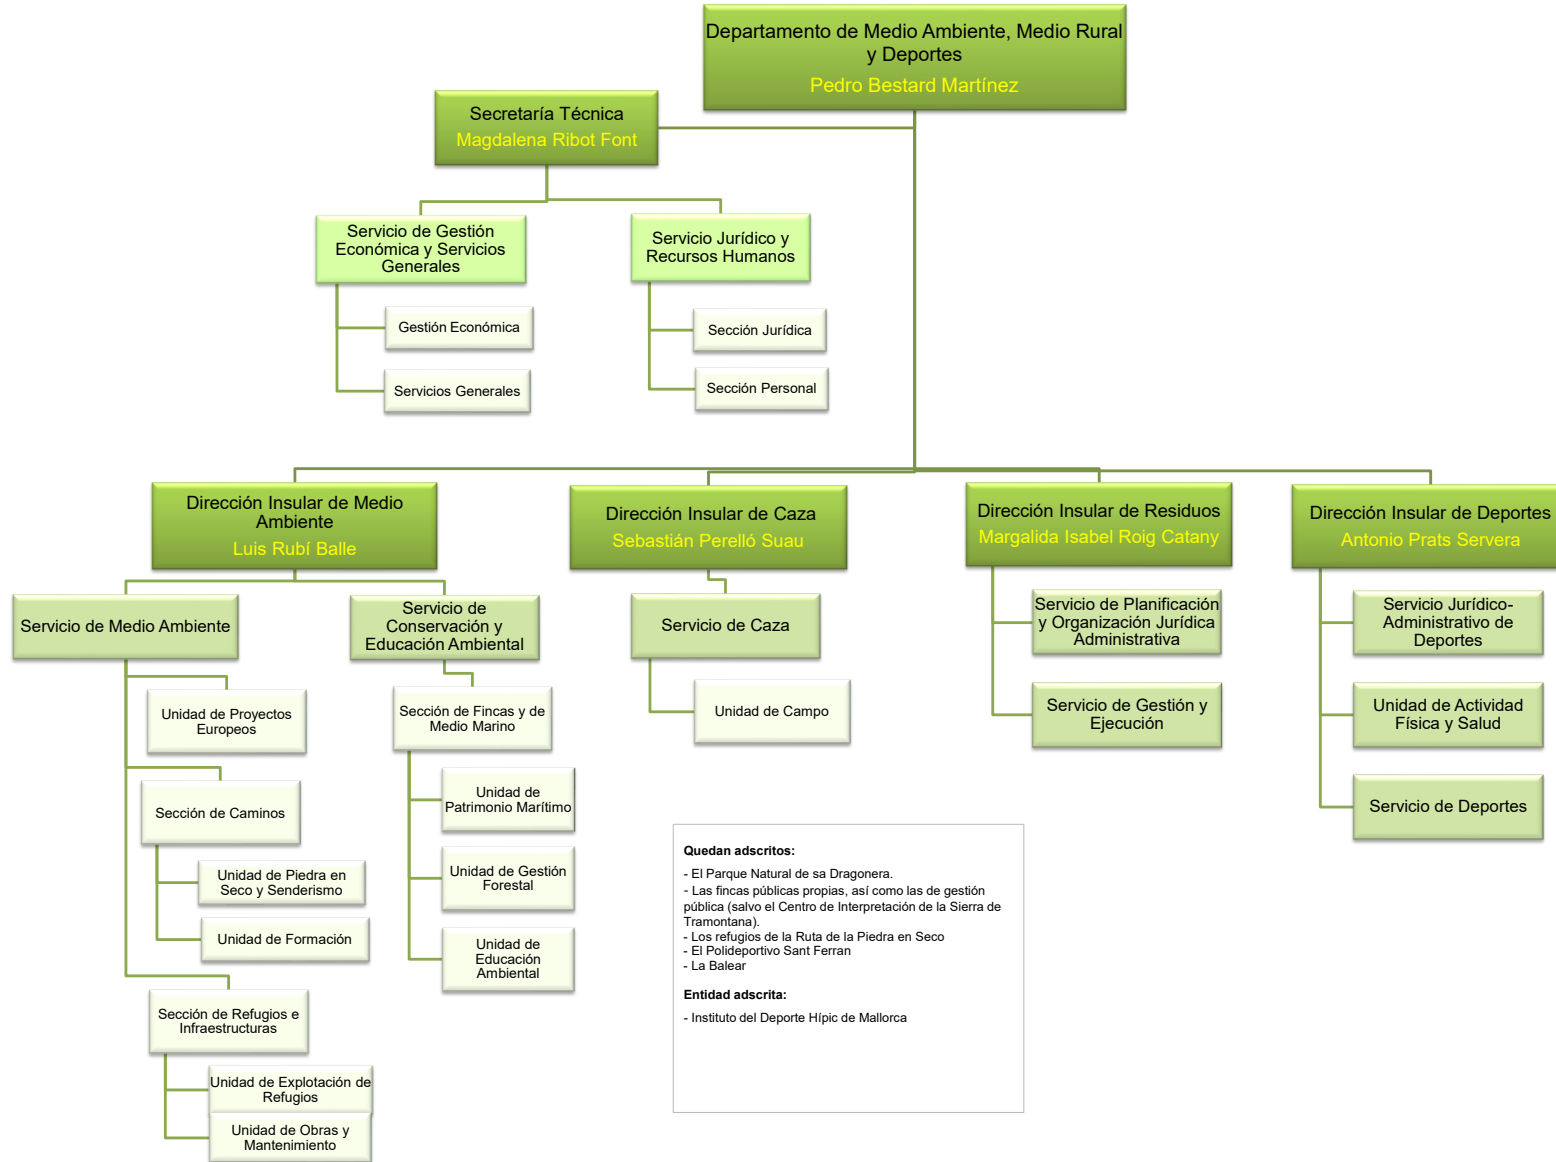 Departamento de Medio Ambiente, Medio Rural
y Deportes
Pedro Bestard Martínez
Secretaría Técnica
Magdalena Ribot Font
Servicio de Gestión
Económica y Servicios
Generales
Servicio Jurídico y
Recursos Humanos
Gestión Económica
Servicios Generales
Sección Jurídica
Sección Personal
Dirección Insular de Medio
Ambiente
Luis Rubí Balle
Dirección Insular de Caza
Sebastián Perelló Suau
Dirección Insular de Residuos
Margalida Isabel Roig Catany
Dirección Insular de Deportes
Antonio Prats Servera
Servicio de Medio Ambiente
Servicio de
Conservación y
Educación Ambiental
Servicio de Caza
Servicio de Planificación
y Organización Jurídica
Administrativa
Servicio Jurídico-
Administrativo de
Deportes
Unidad de Proyectos
Europeos
Sección de Fincas y de
Medio Marino
Unidad de Campo
Servicio de Gestión y
Ejecución
Unidad de Actividad
Física y Salud
Sección de Caminos
Unidad de
Patrimonio Marítimo
Servicio de Deportes
Unidad de Piedra en
Seco y Senderismo
Unidad de Gestión
Forestal
Unidad de Formación
Unidad de
Educación
Ambiental
Sección de Refugios e
Infraestructuras
Unidad de Explotación de
Refugios
Unidad de Obras y
Mantenimiento
Quedan adscritos:
- El Parque Natural de sa Dragonera.
- Las fincas públicas propias, así como las de gestión
pública (salvo el Centro de Interpretación de la Sierra de
Tramontana).
- Los refugios de la Ruta de la Piedra en Seco
- El Polideportivo Sant Ferran
- La Balear
Entidad adscrita:
- Instituto del Deporte Hípic de Mallorca